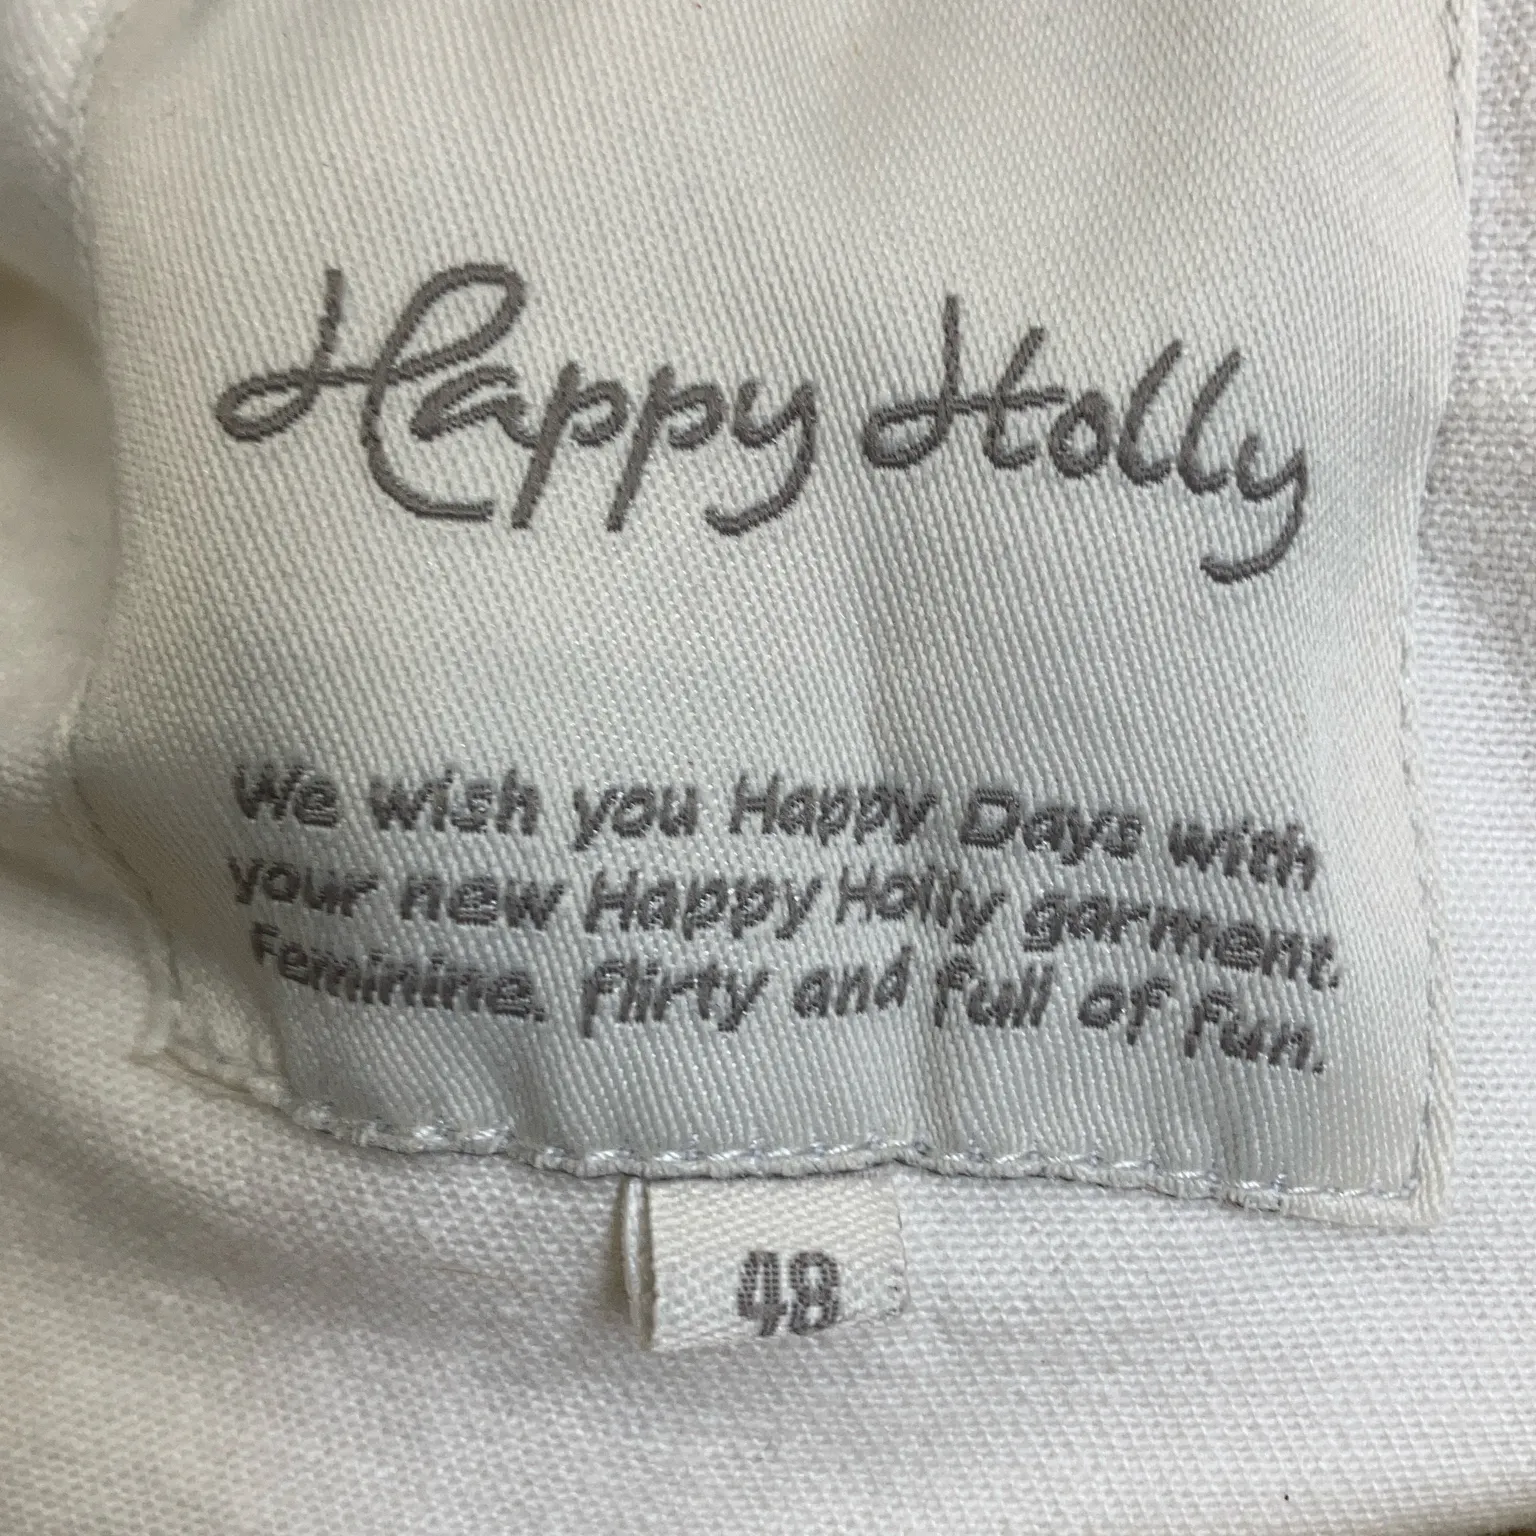 Happy Holly
We wish you Happy Days with
your new Happy Holly garment.
Feminine. Flirty and full of fun.
48